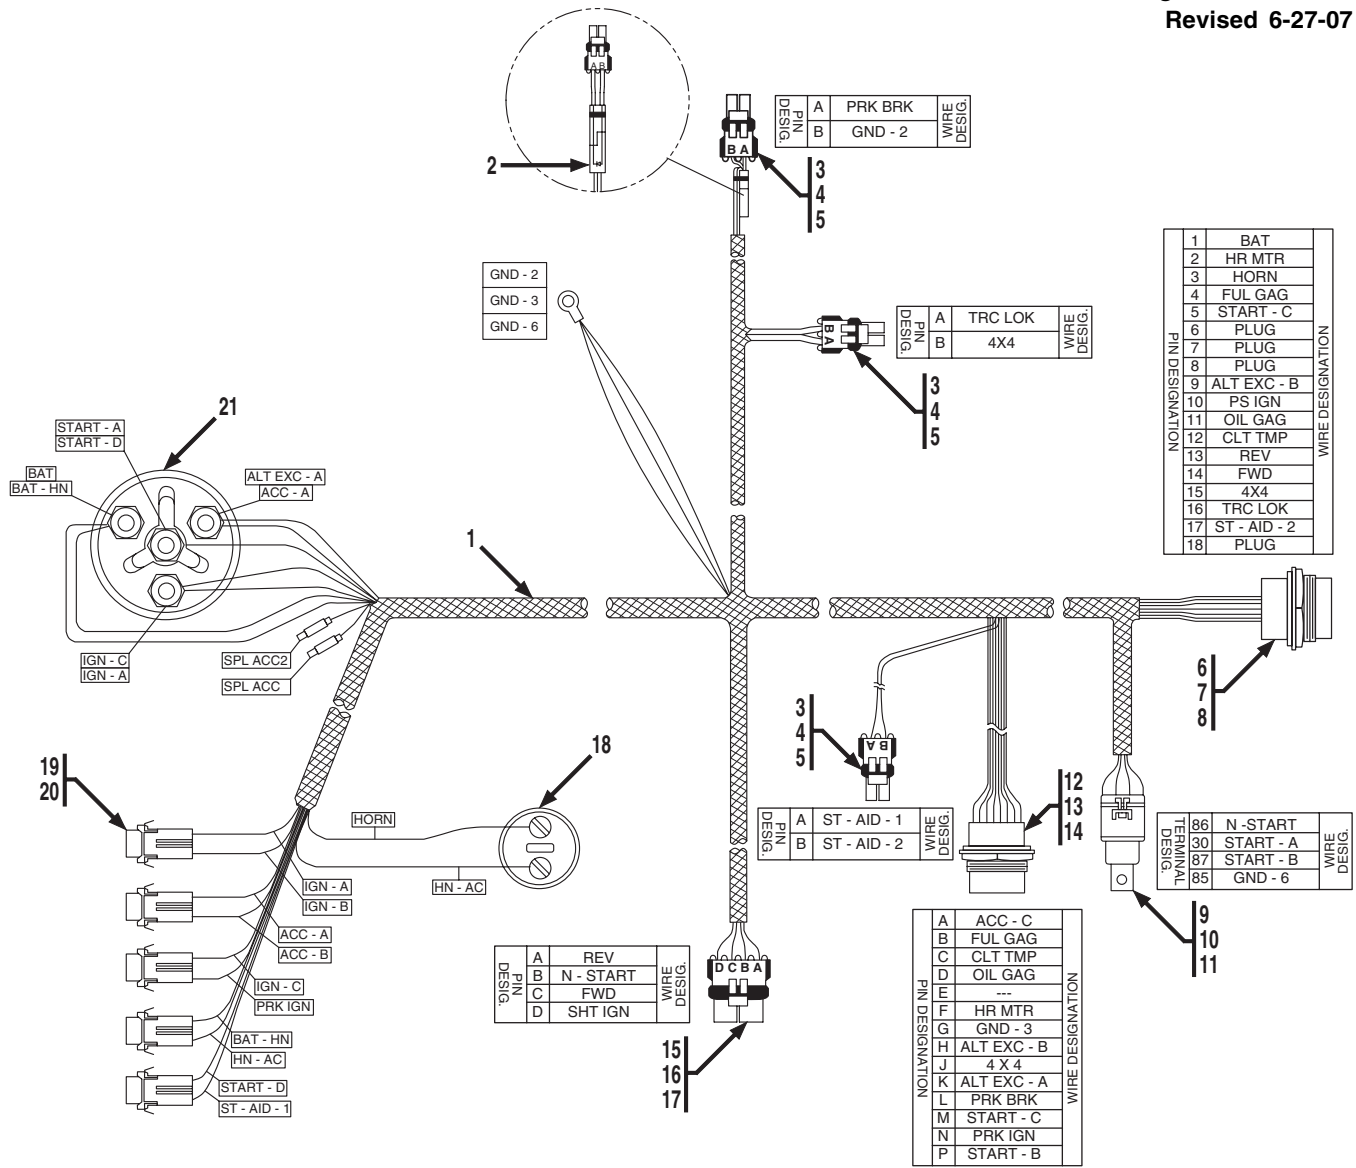 Revised 6-27-07
2
A B
B A
PIN DESIG.
A PRK BRK
B GND - 2
WIRE DESIG.
3
4
5
GND - 2
GND - 3
GND - 6
B A
PIN DESIG.
A TRC LOK
B 4X4
WIRE DESIG.
3
4
5
PIN DESIGNATION
1 BAT
2 HR MTR
3 HORN
4 FUL GAG
5 START - C
6 PLUG
7 PLUG
8 PLUG
9 ALT EXC - B
10 PS IGN
11 OIL GAG
12 CLT TMP
13 REV
14 FWD
15 4X4
16 TRC LOK
17 ST - AID - 2
18 PLUG
WIRE DESIGNATION
21
START - A
START - D
BAT
BAT - HN
ALT EXC - A
ACC - A
1
IGN - C
IGN - A
SPL ACC2
SPL ACC
6
7
8
19
20
HORN
18
HN - AC
IGN - A
IGN - B
ACC - A
ACC - B
IGN - C
PRK IGN
BAT - HN
HN - AC
START - D
ST - AID - 1
3
4
5
B A
PIN DESIG.
A ST - AID - 1
B ST - AID - 2
WIRE DESIG.
12
13
14
TERMINAL DESIG.
86 N -START
30 START - A
87 START - B
85 GND - 6
WIRE DESIG.
9
10
11
PIN DESIG.
A REV
B N - START
C FWD
D SHT IGN
WIRE DESIG.
D C B A
15
16
17
PIN DESIGNATION
A ACC - C
B FUL GAG
C CLT TMP
D OIL GAG
E ---
F HR MTR
G GND - 3
H ALT EXC - B
J 4 X 4
K ALT EXC - A
L PRK BRK
M START - C
N PRK IGN
P START - B
WIRE DESIGNATION